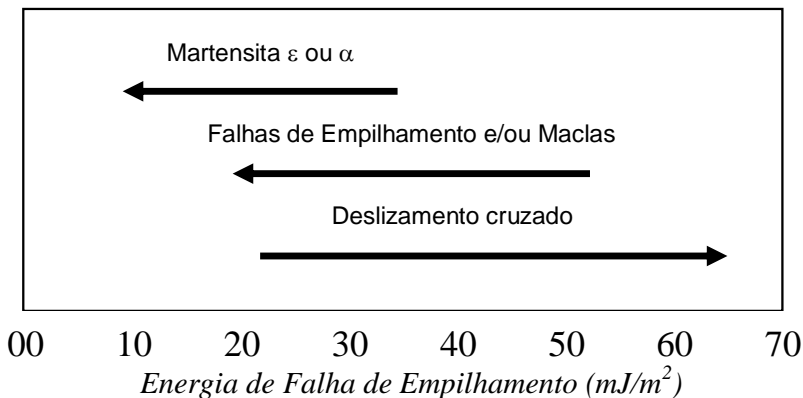 Martensita ε ou α
Falhas de Empilhamento e/ou Maclas
Deslizamento cruzado
00 10 20 30 40 50 60 70
Energia de Falha de Empilhamento (mJ/m²)